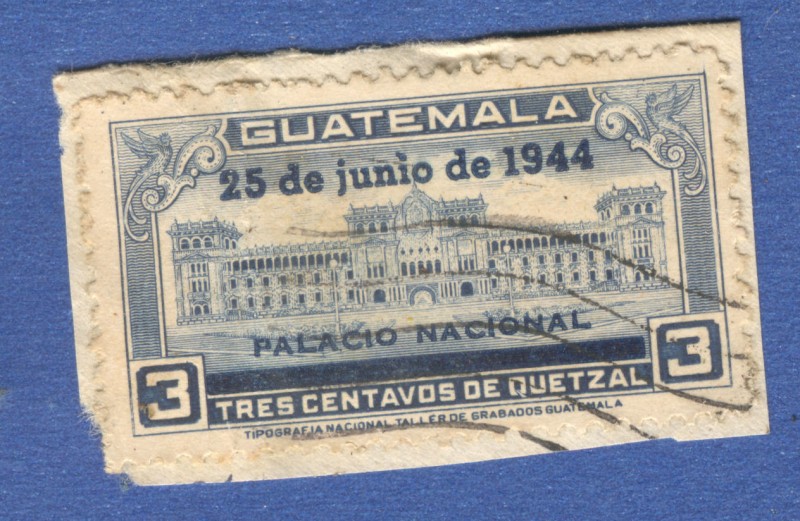 GUATEMALA
25 de junio de 1944
PALACIO NACIONAL
3 TRES CENTAVOS DE QUETZAL 3
TIPOGRAFIA NACIONAL TALLER DE GRABADOS GUATEMALA